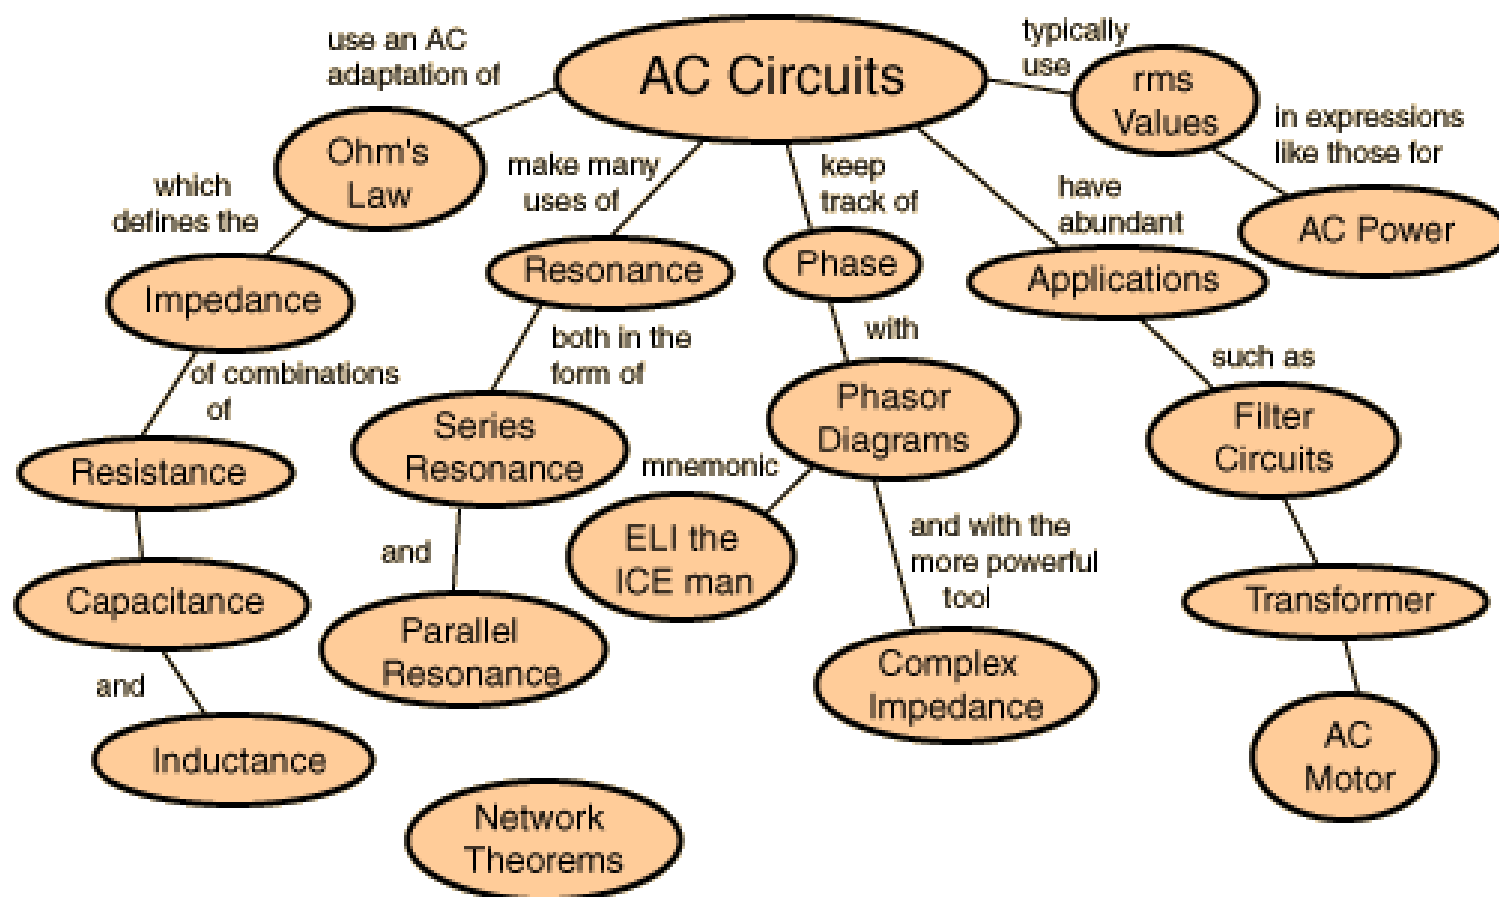 AC Circuits
use an AC
adaptation of
Ohm's
Law
which
defines the
Impedance
of combinations
of
Resistance
Capacitance
and
Inductance
make many
uses of
Resonance
both in the
form of
Series
Resonance
and
Parallel
Resonance
keep
track of
Phase
with
Phasor
Diagrams
mnemonic
ELI the
ICE man
and with the
more powerful
tool
Complex
Impedance
have
abundant
Applications
such as
Filter
Circuits
Transformer
AC
Motor
typically
use
rms
Values
in expressions
like those for
AC Power
Network
Theorems